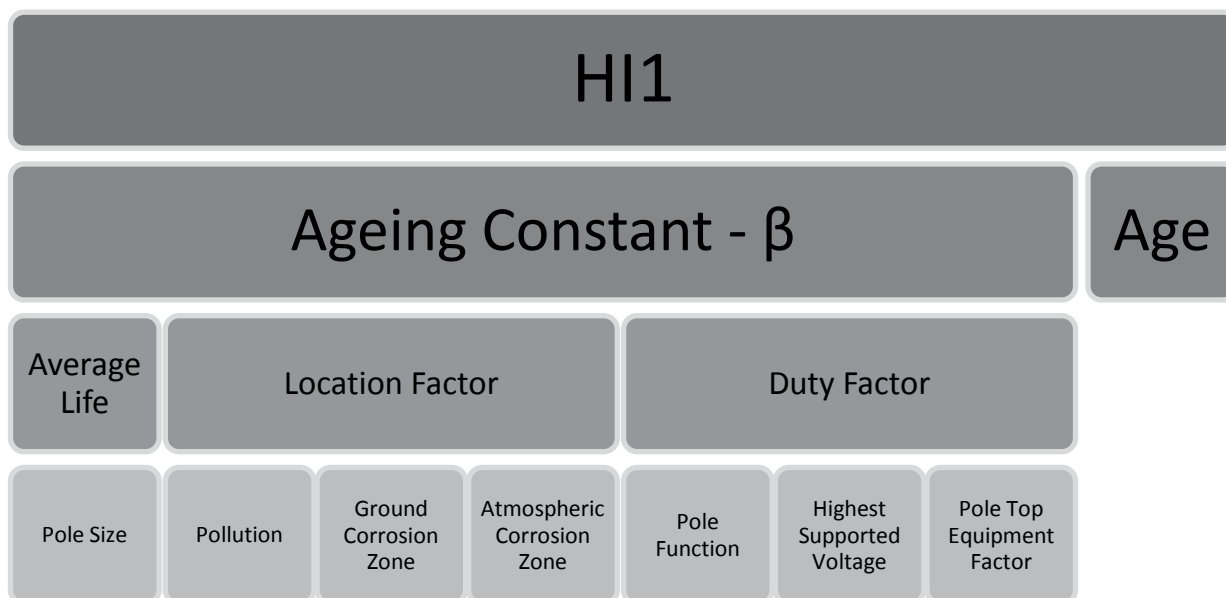 HI1
Ageing Constant - β
Age
Average
Life
Location Factor
Duty Factor
Pole Size
Pollution
Ground
Corrosion
Zone
Atmospheric
Corrosion
Zone
Pole
Function
Highest
Supported
Voltage
Pole Top
Equipment
Factor